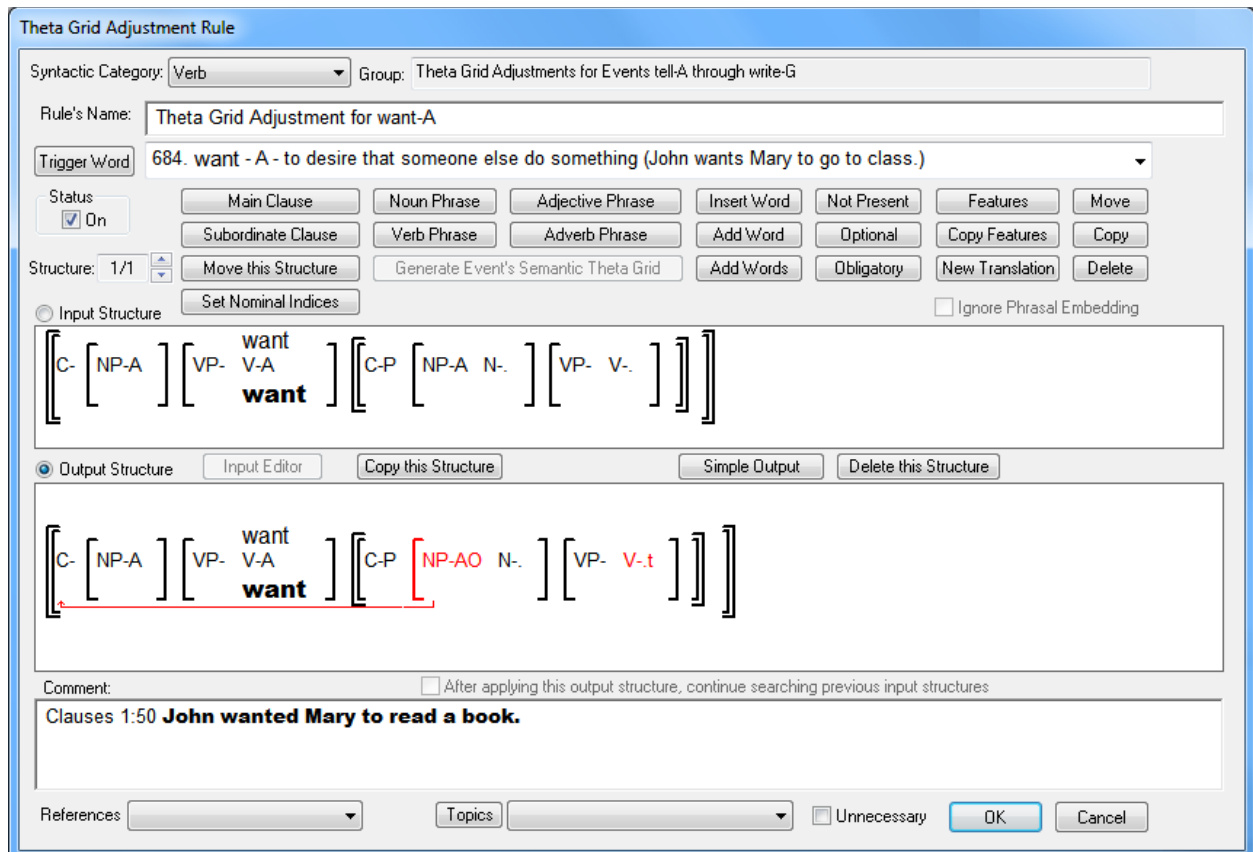 Theta Grid Adjustment Rule
Syntactic Category: Verb Group: Theta Grid Adjustments for Events tell-A through write-G
Rule's Name: Theta Grid Adjustment for want-A
Trigger Word 684. want - A - to desire that someone else do something (John wants Mary to go to class.)
Status
On
Main Clause Noun Phrase Adjective Phrase Insert Word Not Present Features Move
Subordinate Clause Verb Phrase Adverb Phrase Add Word Optional Copy Features Copy
Structure: 1/1 Move this Structure Generate Event's Semantic Theta Grid Add Words Obligatory New Translation Delete
Input Structure Set Nominal Indices Ignore Phrasal Embedding
want
C- NP-A VP- V-A C-P NP-A N-. VP- V-.
want
Output Structure Input Editor Copy this Structure Simple Output Delete this Structure
want
C- NP-A VP- V-A C-P NP-AO N-. VP- V-.t
want
Comment: After applying this output structure, continue searching previous input structures
Clauses 1:50 John wanted Mary to read a book.
References Topics Unnecessary OK Cancel